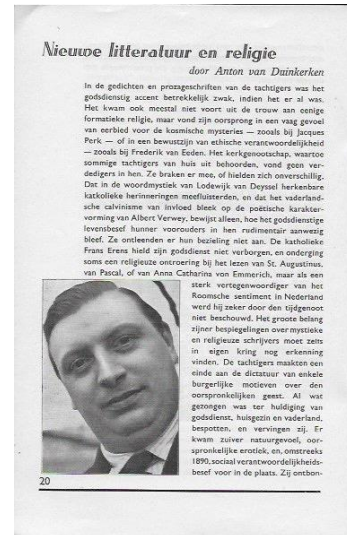 Nieuwe litteratuur en religie
door Anton van Duinkerken
In de gedichten en prozageschriften van de tachtigers was het
godsdienstig accent betrekkelijk zwak, indien het er al was.
Het kwam ook meestal niet voort uit de trouw aan eenige
formatieke religie, maar vond zijn oorsprong in een vaag gevoel
van eerbied voor de kosmische mysteries — zooals bij Jacques
Perk — of in een bewustzijn van ethische verantwoordelijkheid
— zooals bij Frederik van Eeden. Het kerkgenootschap, waartoe
sommige tachtigers van huis uit behoorden, vond geen ver-
dedigers in hen. Ze braken er mee, of hielden zich onverschillig.
Dat in de woordmystiek van Lodewijk van Deyssel herkenbare
katholieke herinneringen meefluisterden, en dat het vaderland-
sche calvinisme van invloed bleek op de poëtische karakter-
vorming van Albert Verwey, bewijst alleen, hoe het godsdienstige
levensbesef hunner voorouders in hen rudimentair aanwezig
bleef. Ze ontleenden er hun bezieling niet aan. De katholieke
Frans Erens hield zijn godsdienst niet verborgen, en onderging
soms een religieuze ontroering bij het lezen van St. Augustinus,
van Pascal, of van Anna Catharina von Emmerich, maar als een
sterk vertegenwoordiger van het
Roomsche sentiment in Nederland
werd hij zeker door den tijdgenoot
niet beschouwd. Het groote belang
zijner bespiegelingen over mystieke
en religieuze schrijvers moet zelfs
in eigen kring nog erkenning
vinden. De tachtigers maakten een
einde aan de dictatuur van enkele
burgerlijke motieven over den
oorspronkelijken geest. Al wat
gezongen was ter huldiging van
godsdienst, huisgezin en vaderland,
bespotten, en vervingen zij. Er
kwam zuiver natuurgevoel, oor-
spronkelijke erotiek, en, omstreeks
1890, sociaal verantwoordelijkheids-
besef voor in de plaats. Zij ontbon-
20